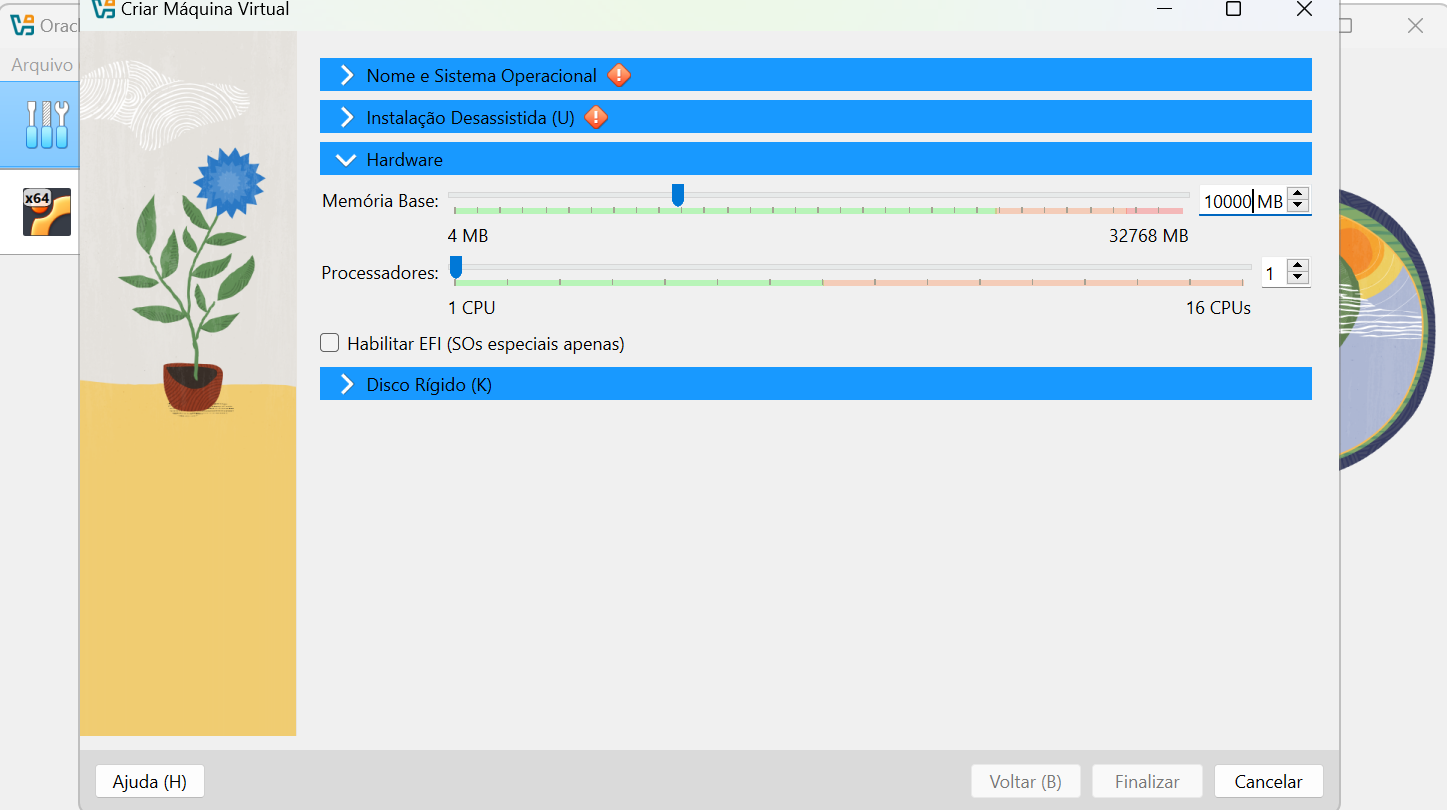 Criar Máquina Virtual
Arquivo
x64
Nome e Sistema Operacional
Instalação Desassistida (U)
Hardware
Memória Base: 10000 MB
4 MB 32768 MB
Processadores: 1
1 CPU 16 CPUs
Habilitar EFI (SOs especiais apenas)
Disco Rígido (K)
Ajuda (H) Voltar (B) Finalizar Cancelar